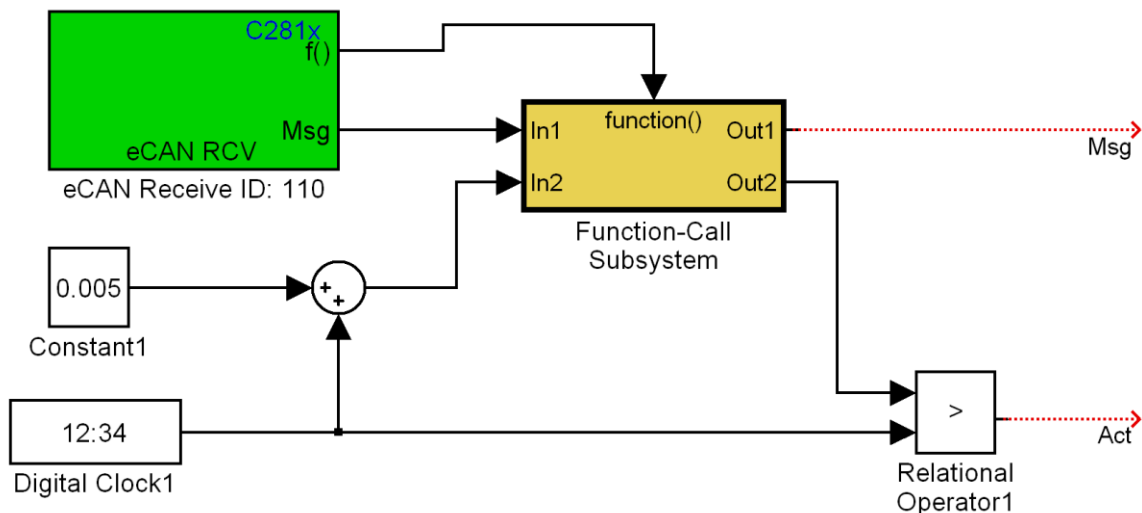 C281x
f()
Msg
eCAN RCV
eCAN Receive ID: 110
function()
In1
Out1
In2
Out2
Function-Call
Subsystem
Msg
0.005
+
+
Constant1
12:34
Digital Clock1
>
Relational
Operator1
Act